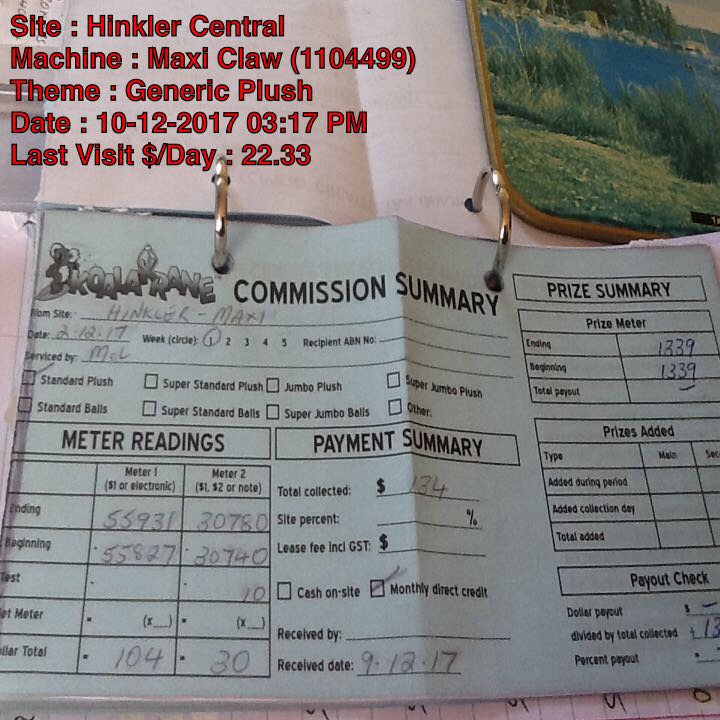 Site : Hinkler Central
Machine : Maxi Claw (1104499)
Theme : Generic Plush
Date : 10-12-2017 03:17 PM
Last Visit $/Day : 22.33
KOALA KRANE COMMISSION SUMMARY
From Site: HINKLER - MAXI
Date: 2.12.17 Week (circle): 1 2 3 4 5 Recipient ABN No:
Serviced by:
Standard Plush Super Standard Plush Jumbo Plush Super Jumbo Plush
Standard Balls Super Standard Balls Super Jumbo Balls Other:
METER READINGS
Meter 1 Meter 2
($1 or electronic) ($1, $2 or note)
Ending 55931 30780
Beginning 55827 30740
Test 10
et Meter = (x__) = (x__)
llar Total = 104 = 30
PAYMENT SUMMARY
Total collected: $ 134
Site percent: %
Lease fee incl GST: $
Cash on-site Monthly direct credit
Received by:
Received date: 9.12.17
PRIZE SUMMARY
Prize Meter
Ending 1339
Beginning 1339
Total payout -
Prizes Added
Type Main Sec
Added during period
Added collection day
Total added
Payout Check
Dollar payout $ -
divided by total collected ÷ 13
Percent payout =